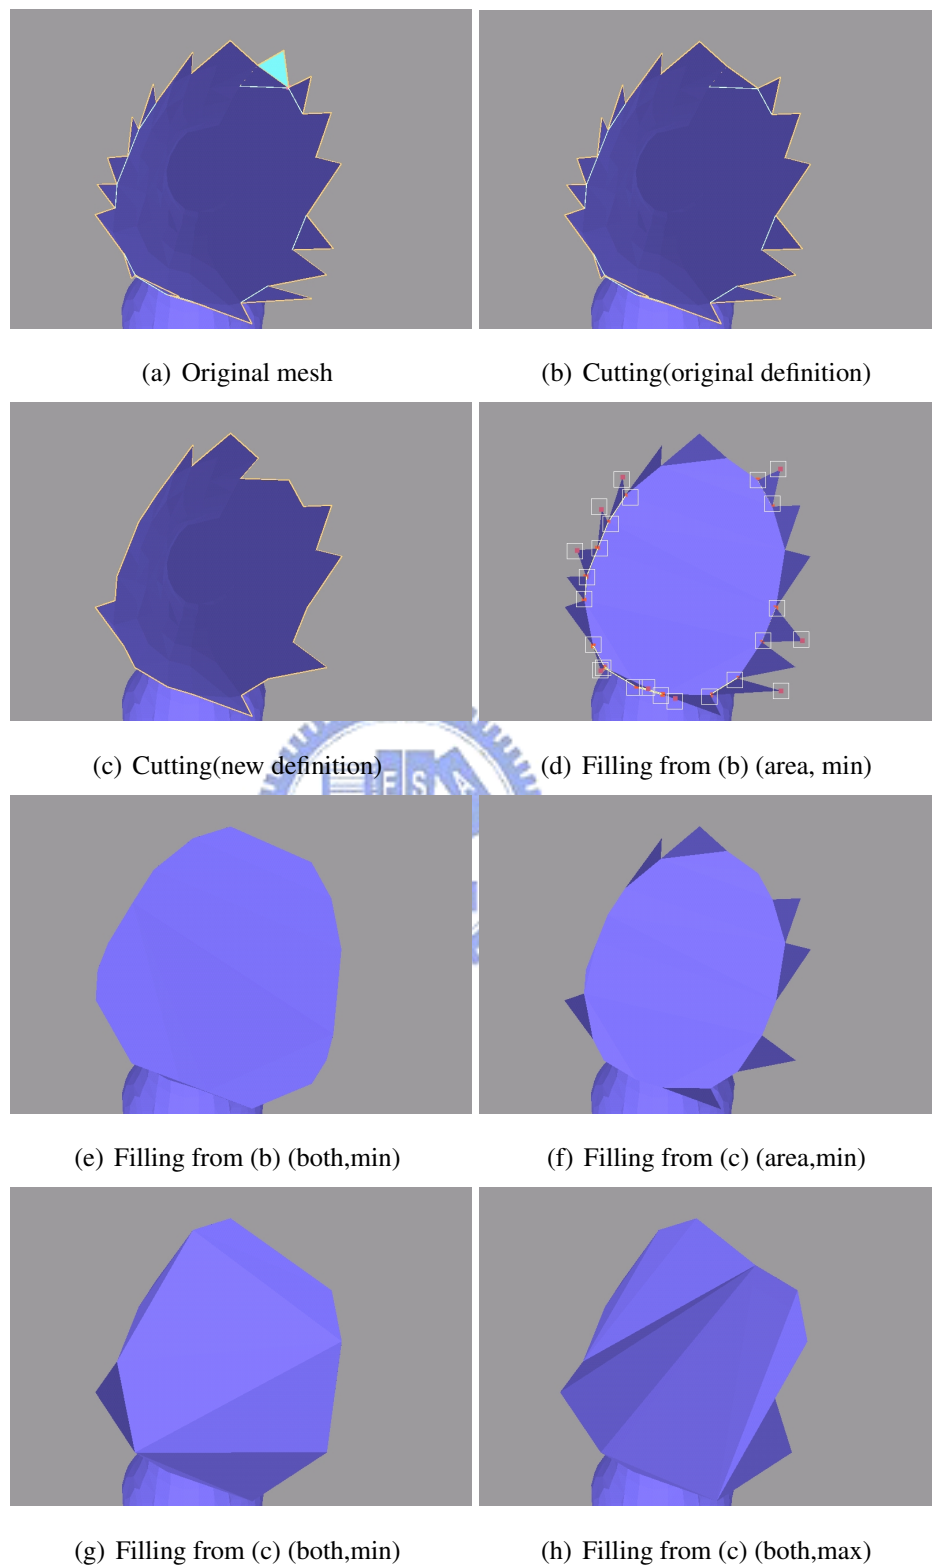 (a) Original mesh
(b) Cutting(original definition)
(c) Cutting(new definition)
(d) Filling from (b) (area, min)
E S A
(e) Filling from (b) (both,min)
(f) Filling from (c) (area,min)
(g) Filling from (c) (both,min)
(h) Filling from (c) (both,max)